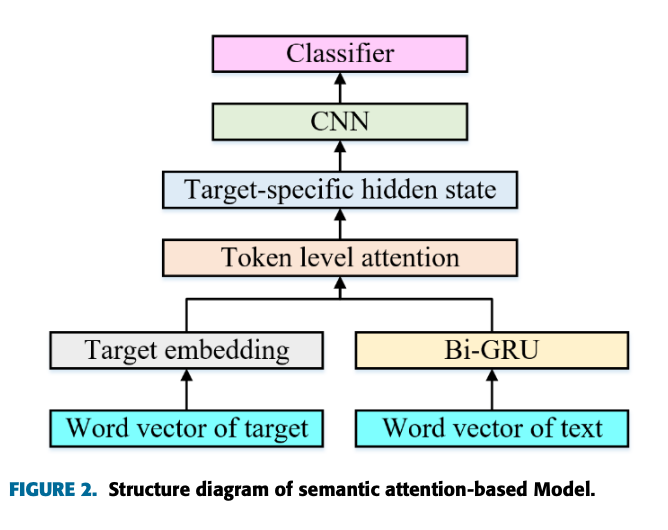 Classifier
CNN
Target-specific hidden state
Token level attention
Target embedding
Bi-GRU
Word vector of target
Word vector of text
FIGURE 2. Structure diagram of semantic attention-based Model.